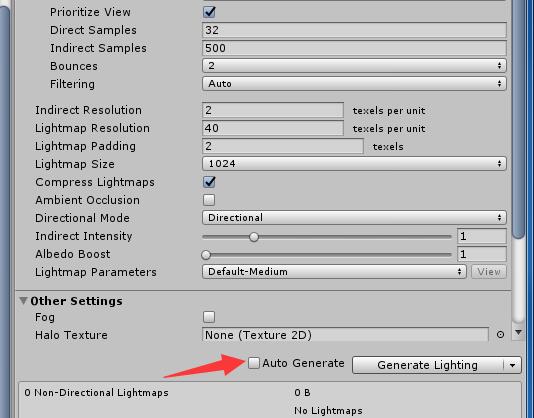 Prioritize View
Direct Samples 32
Indirect Samples 500
Bounces 2
Filtering Auto
Indirect Resolution 2 texels per unit
Lightmap Resolution 40 texels per unit
Lightmap Padding 2 texels
Lightmap Size 1024
Compress Lightmaps
Ambient Occlusion
Directional Mode Directional
Indirect Intensity 1
Albedo Boost 1
Lightmap Parameters Default-Medium View
Other Settings
Fog
Halo Texture None (Texture 2D)
Auto Generate Generate Lighting
0 Non-Directional Lightmaps 0 B
No Lightmaps